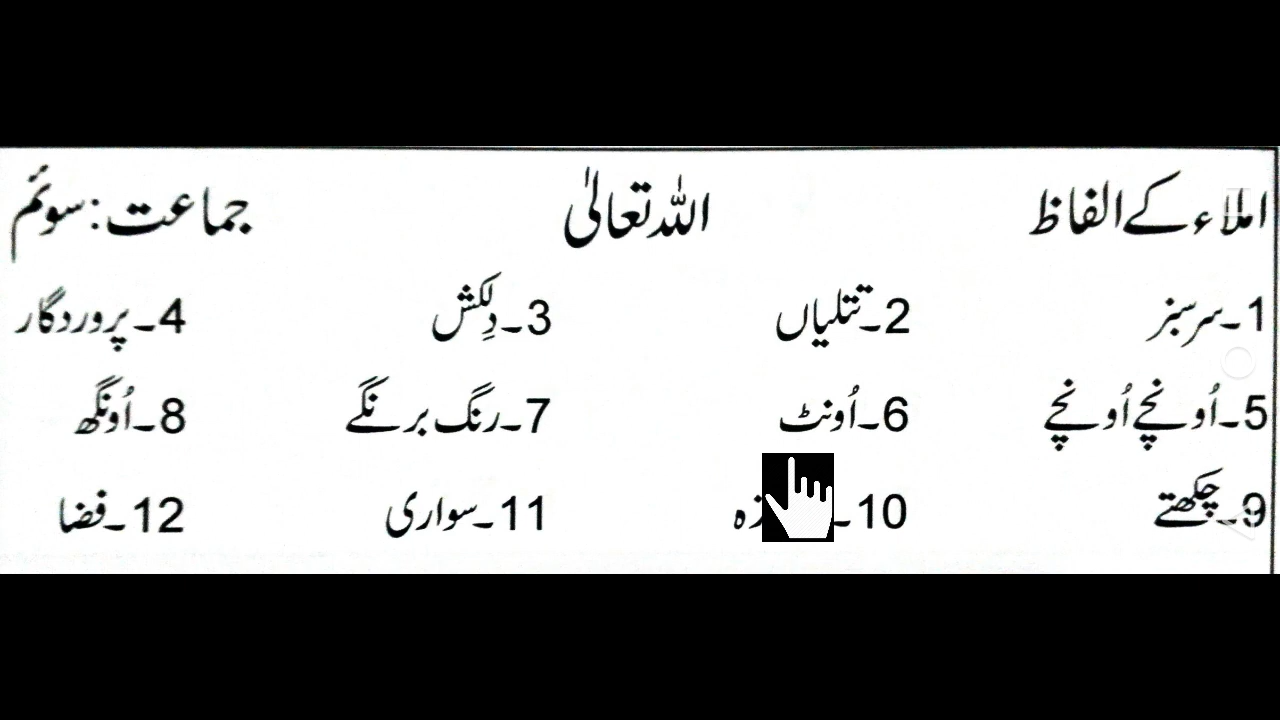 املاء کے الفاظ اللہ تعالیٰ جماعت: سوئم
1۔سرسبز 2۔تتلیاں 3۔دِلکش 4۔پروردگار
5۔اُونچے اُونچے 6۔اُونٹ 7۔رنگ برنگے 8۔اُونگھ
9۔چکھتے 10۔ 11۔سواری 12۔فضا